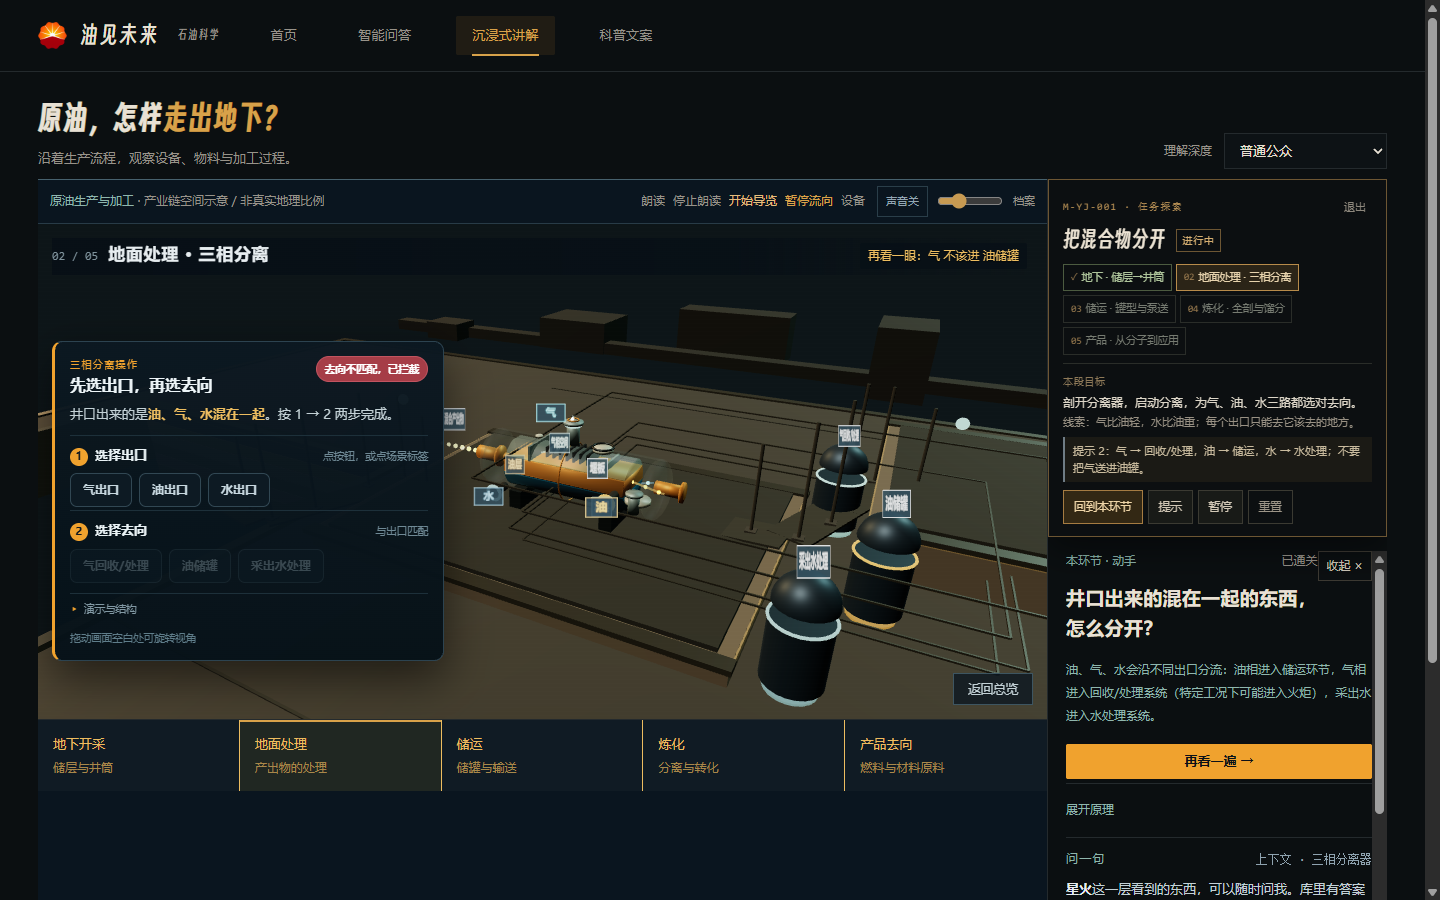 油见未来 石油科学 首页 智能问答 沉浸式讲解 科普文案
原油，怎样走出地下？
沿着生产流程，观察设备、物料与加工过程。
理解深度 普通公众
原油生产与加工 · 产业链空间示意 / 非真实地理比例
朗读 停止朗读 开始导览 暂停流向 设备 声音关 档案
02 / 05 地面处理 • 三相分离
再看一眼：气 不该进 油储罐
三相分离操作
去向不匹配，已拦截
先选出口，再选去向
井口出来的是油、气、水混在一起。按 1 → 2 两步完成。
1 选择出口 点按钮，或点场景标签
气出口 油出口 水出口
2 选择去向 与出口匹配
气回收/处理 油储罐 采出水处理
▸ 演示与结构
拖动画面空白处可旋转视角
气
油
水
油储罐
采出水处理
返回总览
地下开采
储层与井筒
地面处理
产出物的处理
储运
储罐与输送
炼化
分离与转化
产品去向
燃料与材料原料
M-YJ-001 · 任务探索 退出
把混合物分开 进行中
✓ 地下 · 储层→井筒 02 地面处理 · 三相分离
03 储运 · 罐型与泵送 04 炼化 · 全剖与馏分
05 产品 · 从分子到应用
本段目标
剖开分离器，启动分离，为气、油、水三路都选对去向。
线索：气比油轻，水比油重；每个出口只能去它该去的地方。
提示 2：气 → 回收/处理，油 → 储运，水 → 水处理；不要
把气送进油罐。
回到本环节 提示 暂停 重置
本环节 · 动手 已通关 收起 ×
井口出来的混在一起的东西，
怎么分开？
油、气、水会沿不同出口分流：油相进入储运环节，气相
进入回收/处理系统（特定工况下可能进入火炬），采出水
进入水处理系统。
再看一遍 →
展开原理
问一句 上下文 · 三相分离器
星火这一层看到的东西，可以随时问我。库里有答案